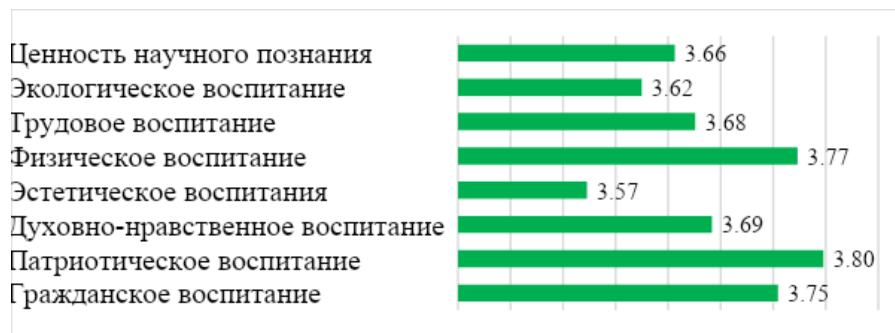 Ценность научного познания 3.66
Экологическое воспитание 3.62
Трудовое воспитание 3.68
Физическое воспитание 3.77
Эстетическое воспитания 3.57
Духовно-нравственное воспитание 3.69
Патриотическое воспитание 3.80
Гражданское воспитание 3.75